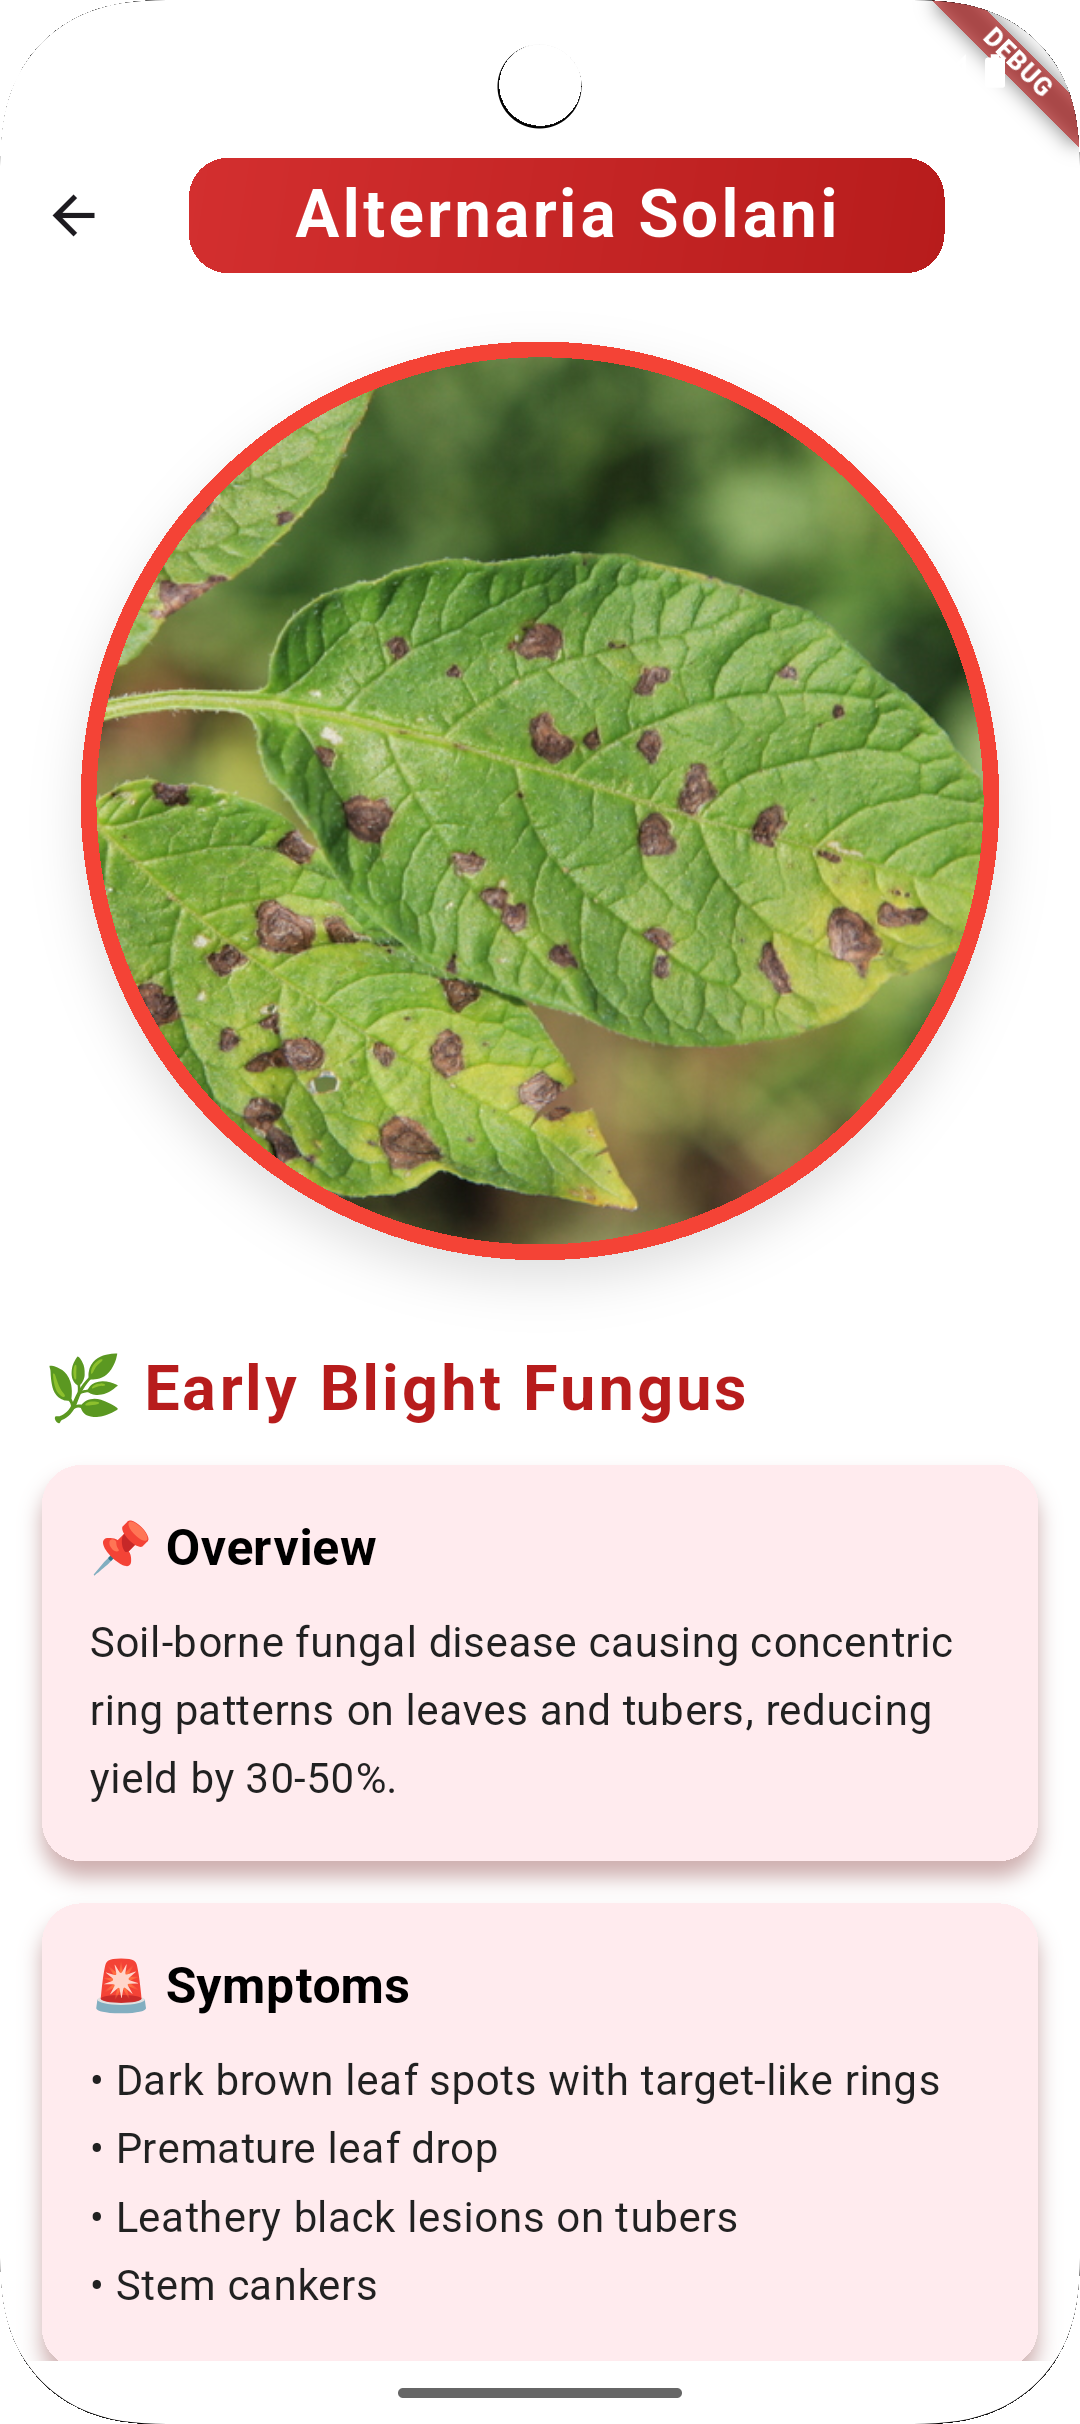 DEBUG
Alternaria Solani
🌿 Early Blight Fungus
📌 Overview
Soil-borne fungal disease causing concentric
ring patterns on leaves and tubers, reducing
yield by 30-50%.
🚨 Symptoms
• Dark brown leaf spots with target-like rings
• Premature leaf drop
• Leathery black lesions on tubers
• Stem cankers